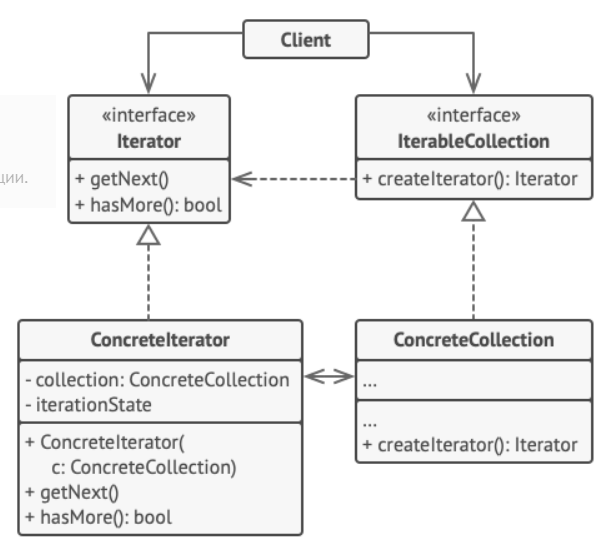 Client
«interface»
Iterator
+ getNext()
+ hasMore(): bool
«interface»
IterableCollection
+ createIterator(): Iterator
ции.
ConcreteIterator
- collection: ConcreteCollection
- iterationState
+ ConcreteIterator(
c: ConcreteCollection)
+ getNext()
+ hasMore(): bool
ConcreteCollection
...
...
+ createIterator(): Iterator